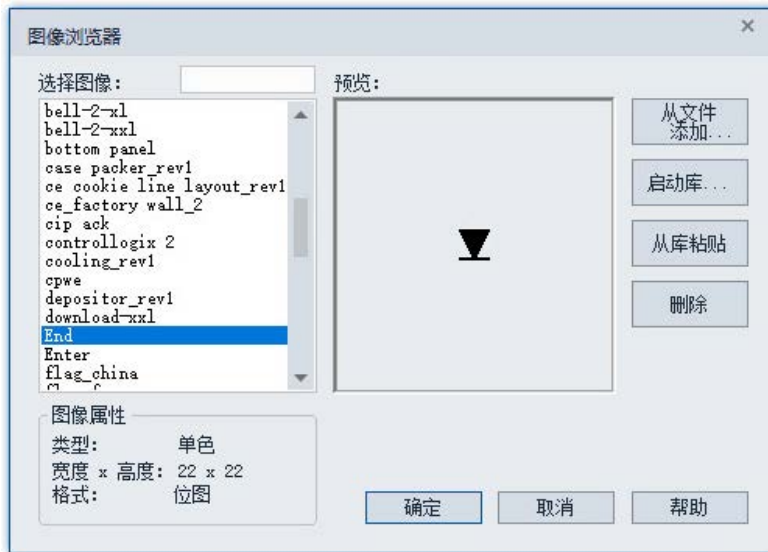 图像浏览器
选择图像:
预览:
bell-2-xl
bell-2-xxl
bottom panel
case packer_rev1
ce cookie line layout_rev1
ce_factory wall_2
cip ack
controllogix 2
cooling_rev1
cpwe
depositor_rev1
download-xxl
End
Enter
flag_china
从文件
添加...
启动库...
从库粘贴
删除
图像属性
类型: 单色
宽度 x 高度: 22 x 22
格式: 位图
确定
取消
帮助